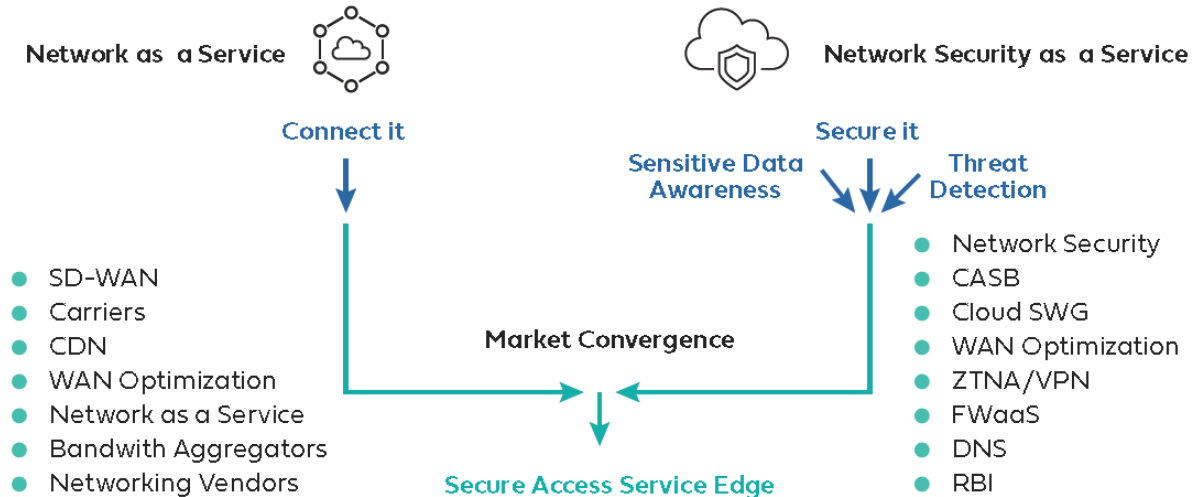 Network as a Service
Network Security as a Service
Connect it
Secure it
Sensitive Data
Awareness
Threat
Detection
SD-WAN
Carriers
CDN
WAN Optimization
Network as a Service
Bandwith Aggregators
Networking Vendors
Market Convergence
Secure Access Service Edge
Network Security
CASB
Cloud SWG
WAN Optimization
ZTNA/VPN
FWaaS
DNS
RBI